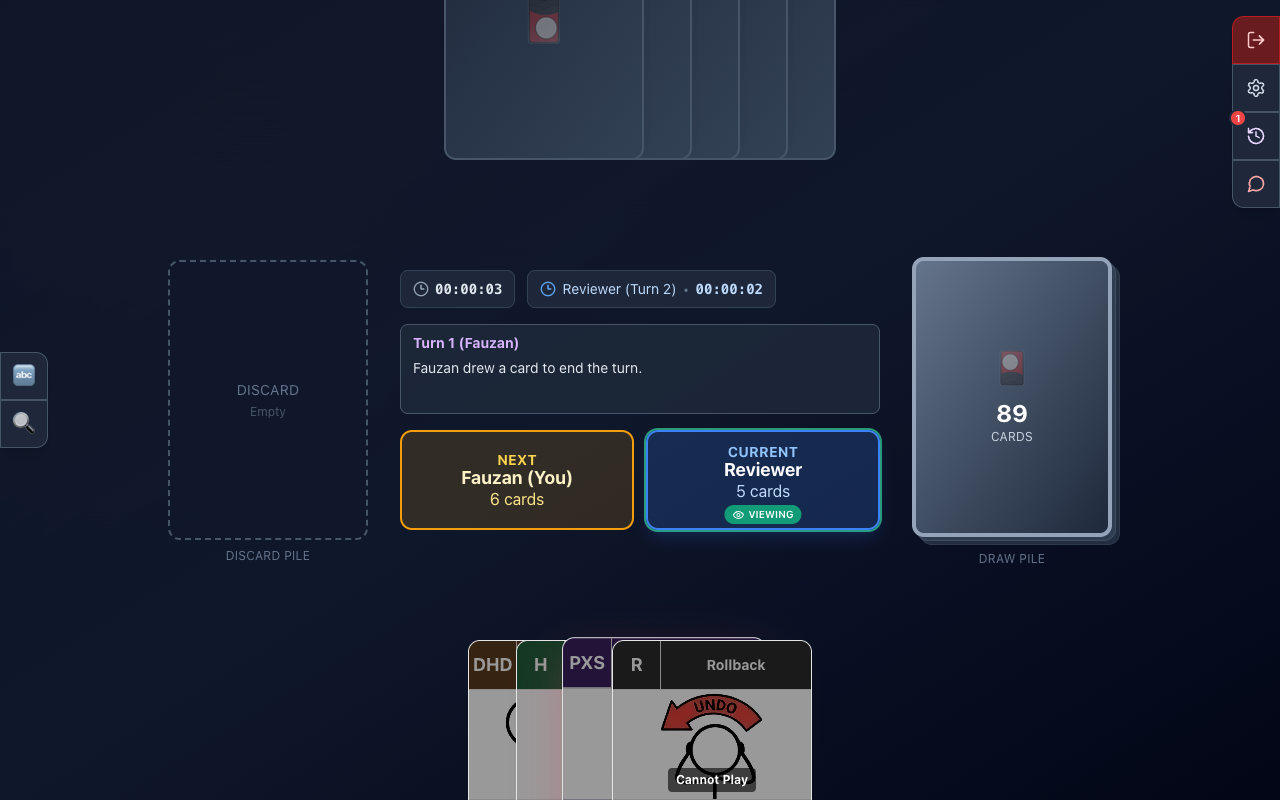 1
00:00:03
Reviewer (Turn 2) • 00:00:02
Turn 1 (Fauzan)
Fauzan drew a card to end the turn.
DISCARD
Empty
DISCARD PILE
NEXT
Fauzan (You)
6 cards
CURRENT
Reviewer
5 cards
VIEWING
89
CARDS
DRAW PILE
abc
DHD
H
PXS
R
Rollback
UNDO
Cannot Play